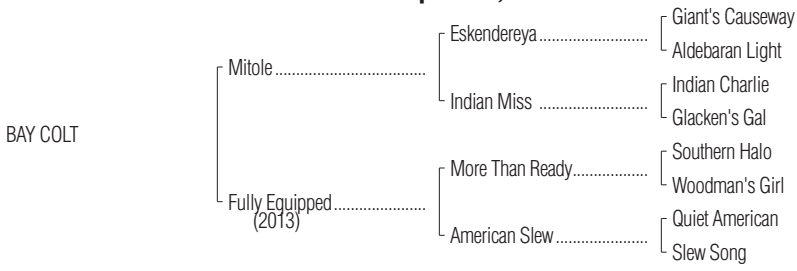 Giant's Causeway
Eskendereya
Aldebaran Light
Mitole
Indian Charlie
Indian Miss
Glacken's Gal
BAY COLT
Southern Halo
More Than Ready
Woodman's Girl
Fully Equipped
(2013)
Quiet American
American Slew
Slew Song